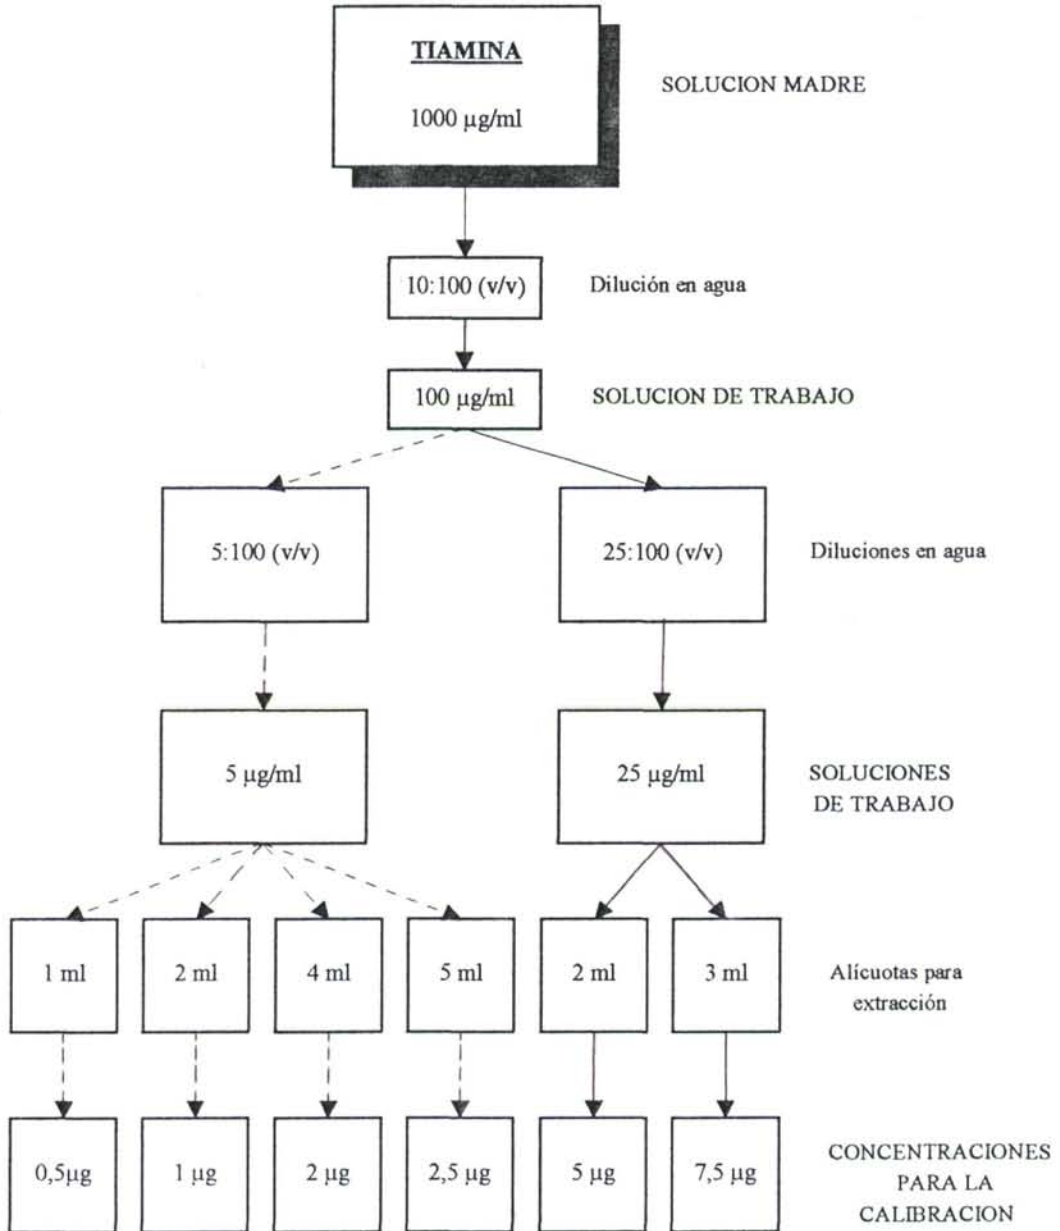 TIAMINA
1000 µg/ml
SOLUCION MADRE
10:100 (v/v)
Dilución en agua
100 µg/ml
SOLUCION DE TRABAJO
5:100 (v/v)
25:100 (v/v)
Diluciones en agua
5 µg/ml
25 µg/ml
SOLUCIONES
DE TRABAJO
1 ml
2 ml
4 ml
5 ml
2 ml
3 ml
Alícuotas para
extracción
0,5µg
1 µg
2 µg
2,5 µg
5 µg
7,5 µg
CONCENTRACIONES
PARA LA
CALIBRACION